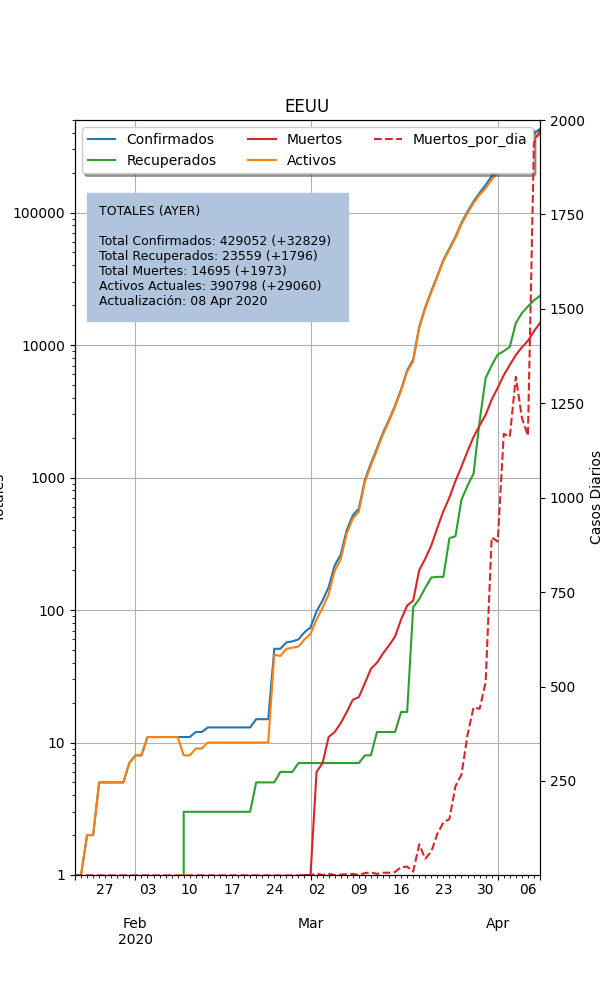 EEUU
Confirmados
Recuperados
Muertos
Activos
Muertos_por_dia
TOTALES (AYER)
Total Confirmados: 429052 (+32829)
Total Recuperados: 23559 (+1796)
Total Muertes: 14695 (+1973)
Activos Actuales: 390798 (+29060)
Actualización: 08 Apr 2020
100000
10000
1000
100
10
1
2000
1750
1500
1250
1000
750
500
250
Casos Diarios
27 03 10 17 24 02 09 16 23 30 06
Feb Mar Apr
2020